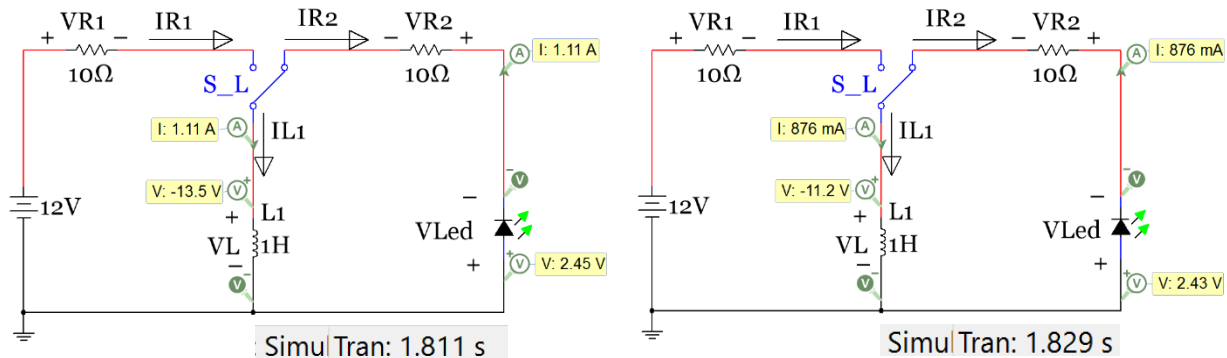 VR1 IR1 IR2 VR2
+ − − +
I: 1.11 A
10Ω 10Ω
S_L
I: 1.11 A
IL1
V: -13.5 V
12V
+ L1
VL 1H
−
−
VLed
+
V: 2.45 V
: Simul Tran: 1.811 s
VR1 IR1 IR2 VR2
+ − − +
I: 876 mA
10Ω 10Ω
S_L
I: 876 mA
IL1
V: -11.2 V
12V
+ L1
VL 1H
−
−
VLed
+
V: 2.43 V
Simul Tran: 1.829 s